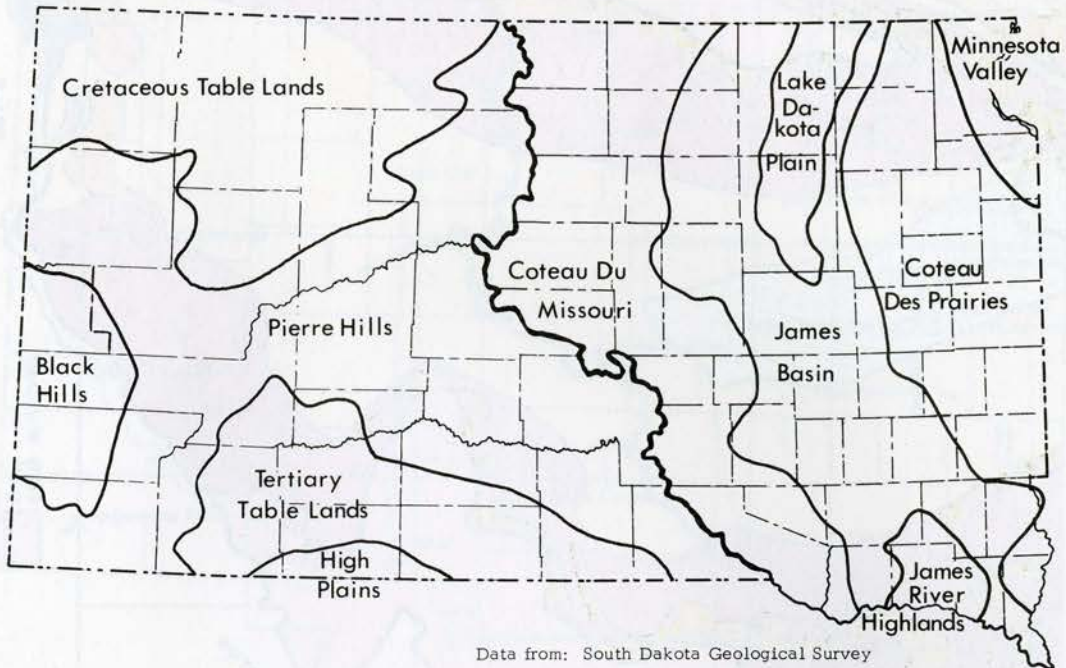 Minnesota
Valley
Cretaceous Table Lands
Lake
Da-
kota
Plain
Coteau Du
Missouri
Coteau
Des Prairies
Pierre Hills
James
Basin
Black
Hills
Tertiary
Table Lands
High
Plains
James
River
Highlands
Data from: South Dakota Geological Survey